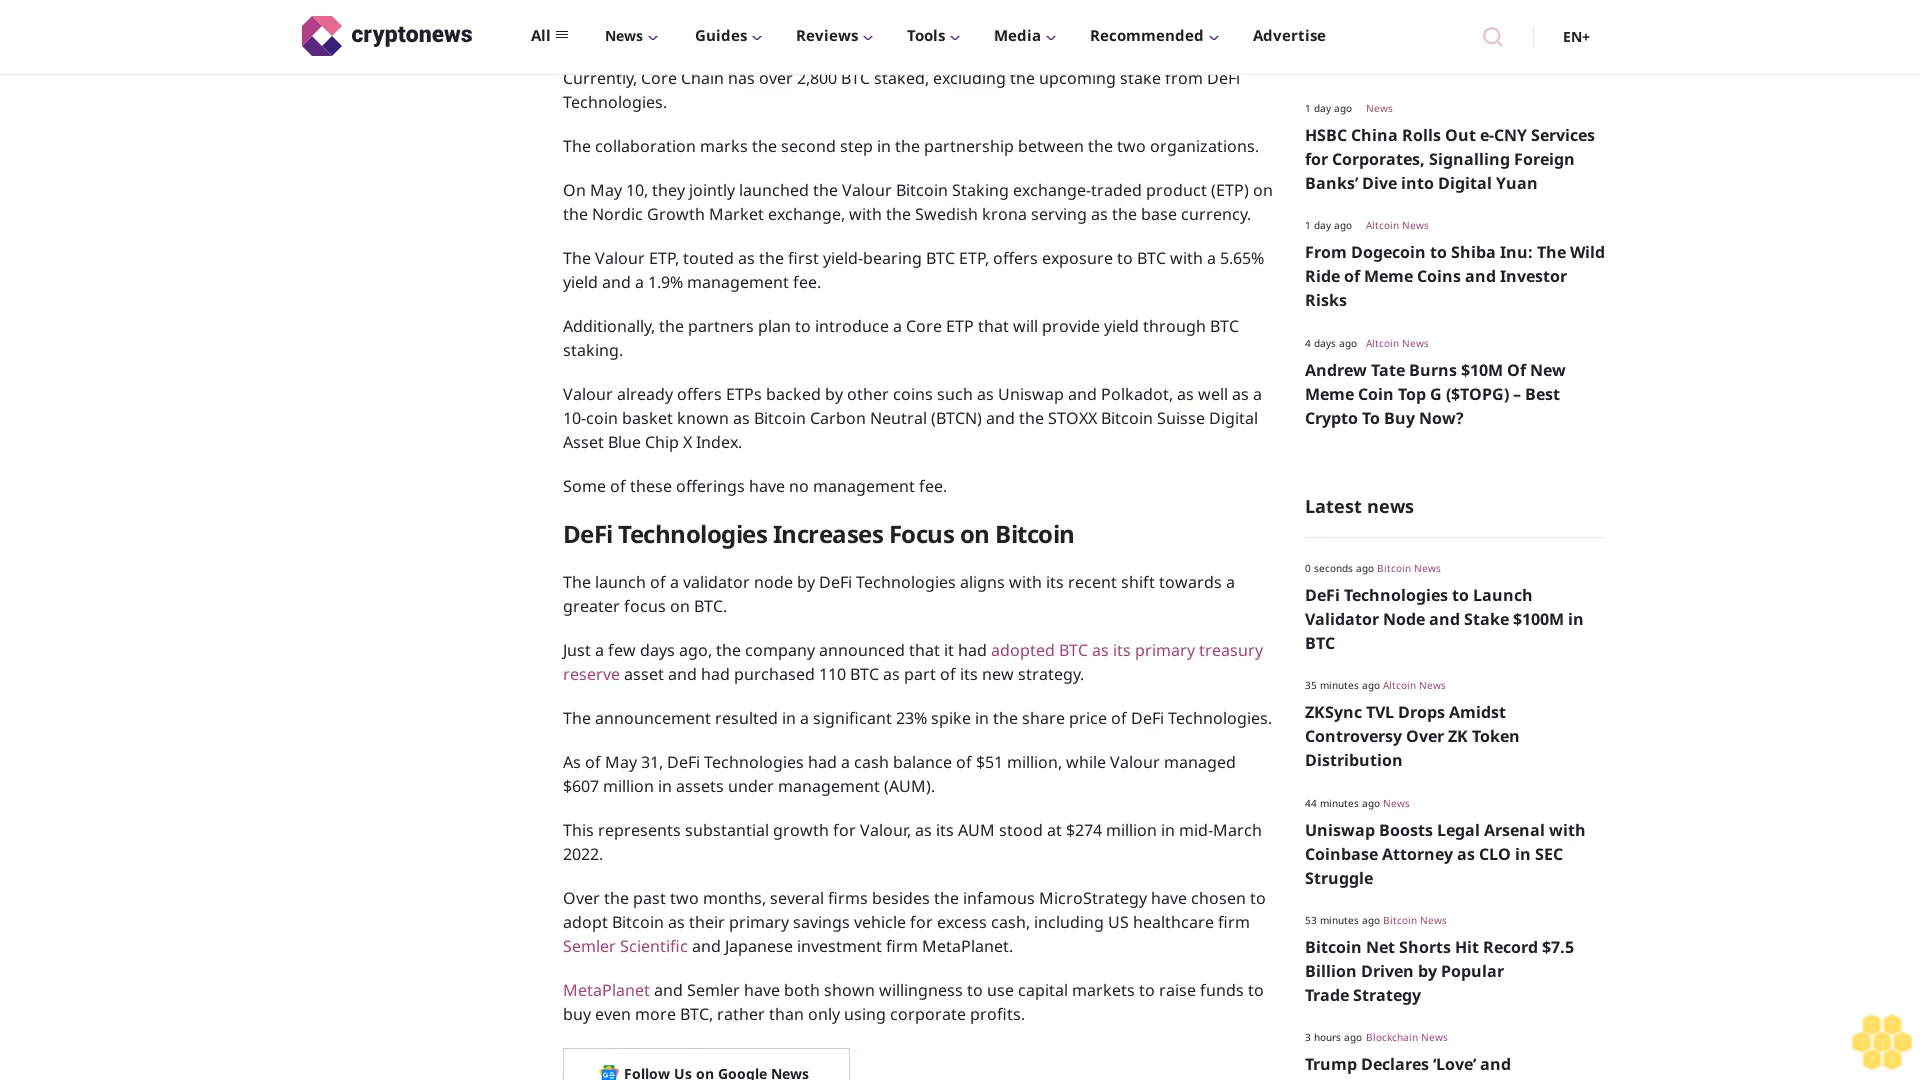 cryptonews
All
News
Guides
Reviews
Tools
Media
Recommended
Advertise
EN+
Currently, Core Chain has over 2,800 BTC staked, excluding the upcoming stake from DeFi
Technologies.
The collaboration marks the second step in the partnership between the two organizations.
On May 10, they jointly launched the Valour Bitcoin Staking exchange-traded product (ETP) on
the Nordic Growth Market exchange, with the Swedish krona serving as the base currency.
The Valour ETP, touted as the first yield-bearing BTC ETP, offers exposure to BTC with a 5.65%
yield and a 1.9% management fee.
Additionally, the partners plan to introduce a Core ETP that will provide yield through BTC
staking.
Valour already offers ETPs backed by other coins such as Uniswap and Polkadot, as well as a
10-coin basket known as Bitcoin Carbon Neutral (BTCN) and the STOXX Bitcoin Suisse Digital
Asset Blue Chip X Index.
Some of these offerings have no management fee.
DeFi Technologies Increases Focus on Bitcoin
The launch of a validator node by DeFi Technologies aligns with its recent shift towards a
greater focus on BTC.
Just a few days ago, the company announced that it had adopted BTC as its primary treasury
reserve asset and had purchased 110 BTC as part of its new strategy.
The announcement resulted in a significant 23% spike in the share price of DeFi Technologies.
As of May 31, DeFi Technologies had a cash balance of $51 million, while Valour managed
$607 million in assets under management (AUM).
This represents substantial growth for Valour, as its AUM stood at $274 million in mid-March
2022.
Over the past two months, several firms besides the infamous MicroStrategy have chosen to
adopt Bitcoin as their primary savings vehicle for excess cash, including US healthcare firm
Semler Scientific and Japanese investment firm MetaPlanet.
MetaPlanet and Semler have both shown willingness to use capital markets to raise funds to
buy even more BTC, rather than only using corporate profits.
Follow Us on Google News
1 day ago News
HSBC China Rolls Out e-CNY Services
for Corporates, Signalling Foreign
Banks’ Dive into Digital Yuan
1 day ago Altcoin News
From Dogecoin to Shiba Inu: The Wild
Ride of Meme Coins and Investor
Risks
4 days ago Altcoin News
Andrew Tate Burns $10M Of New
Meme Coin Top G ($TOPG) – Best
Crypto To Buy Now?
Latest news
0 seconds ago Bitcoin News
DeFi Technologies to Launch
Validator Node and Stake $100M in
BTC
35 minutes ago Altcoin News
ZKSync TVL Drops Amidst
Controversy Over ZK Token
Distribution
44 minutes ago News
Uniswap Boosts Legal Arsenal with
Coinbase Attorney as CLO in SEC
Struggle
53 minutes ago Bitcoin News
Bitcoin Net Shorts Hit Record $7.5
Billion Driven by Popular
Trade Strategy
3 hours ago Blockchain News
Trump Declares ‘Love’ and